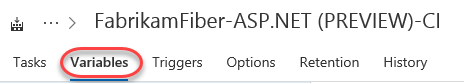 FabrikamFiber-ASP.NET (PREVIEW)-CI
Tasks Variables Triggers Options Retention History